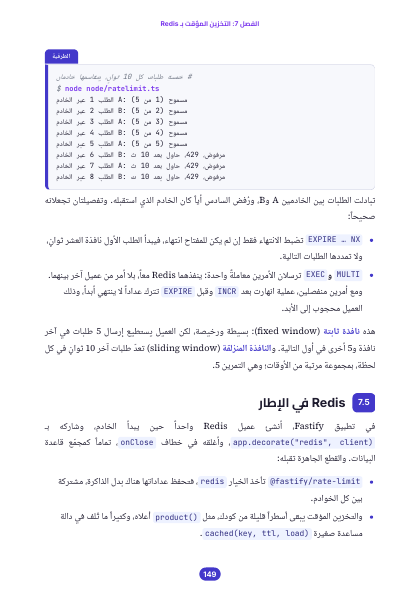 الفصل 7: التخزين المؤقت بـ Redis
الطرفية
# خمسة طلبات كل 10 ثوانٍ، يتقاسمها خادمان
$ node node/ratelimit.ts
الطلب 1 عبر الخادم A: مسموح (1 من 5)
الطلب 2 عبر الخادم B: مسموح (2 من 5)
الطلب 3 عبر الخادم A: مسموح (3 من 5)
الطلب 4 عبر الخادم B: مسموح (4 من 5)
الطلب 5 عبر الخادم A: مسموح (5 من 5)
الطلب 6 عبر الخادم B: مرفوض، 429، حاول بعد 10 ث
الطلب 7 عبر الخادم A: مرفوض، 429، حاول بعد 10 ث
الطلب 8 عبر الخادم B: مرفوض، 429، حاول بعد 10 ث
تبادلت الطلبات بين الخادمين A وB، ورُفض السادس أياً كان الخادم الذي استقبله. وتفصيلتان تجعلانه
صحيحاً:
• EXPIRE … NX تضبط الانتهاء فقط إن لم يكن للمفتاح انتهاء، فيبدأ الطلب الأول نافذة العشر ثوانٍ،
ولا تمددها الطلبات التالية.
• MULTI و EXEC ترسلان الأمرين معاملةً واحدة: ينفذهما Redis معاً، بلا أمر من عميل آخر بينهما.
ومع أمرين منفصلين، عملية انهارت بعد INCR وقبل EXPIRE تترك عداداً لا ينتهي أبداً، وذلك
العميل محجوب إلى الأبد.
هذه نافذة ثابتة (fixed window): بسيطة ورخيصة، لكن العميل يستطيع إرسال 5 طلبات في آخر
نافذة و5 أخرى في أول التالية. والنافذة المنزلقة (sliding window) تعدّ طلبات آخر 10 ثوانٍ في كل
لحظة، بمجموعة مرتبة من الأوقات؛ وهي التمرين 5.
7.5 Redis في الإطار
في تطبيق Fastify، أنشئ عميل Redis واحداً حين يبدأ الخادم، وشاركه بـ
app.decorate("redis", client)، وأغلقه في خطاف onClose، تماماً كمجمّع قاعدة
البيانات. والقطع الجاهزة تقبله:
• @fastify/rate-limit تأخذ الخيار redis، فتحفظ عداداتها هناك بدل الذاكرة، مشتركة
بين كل الخوادم.
• والتخزين المؤقت يبقى أسطراً قليلة من كودك، مثل product() أعلاه، وكثيراً ما تُلف في دالة
مساعدة صغيرة cached(key, ttl, load).
149